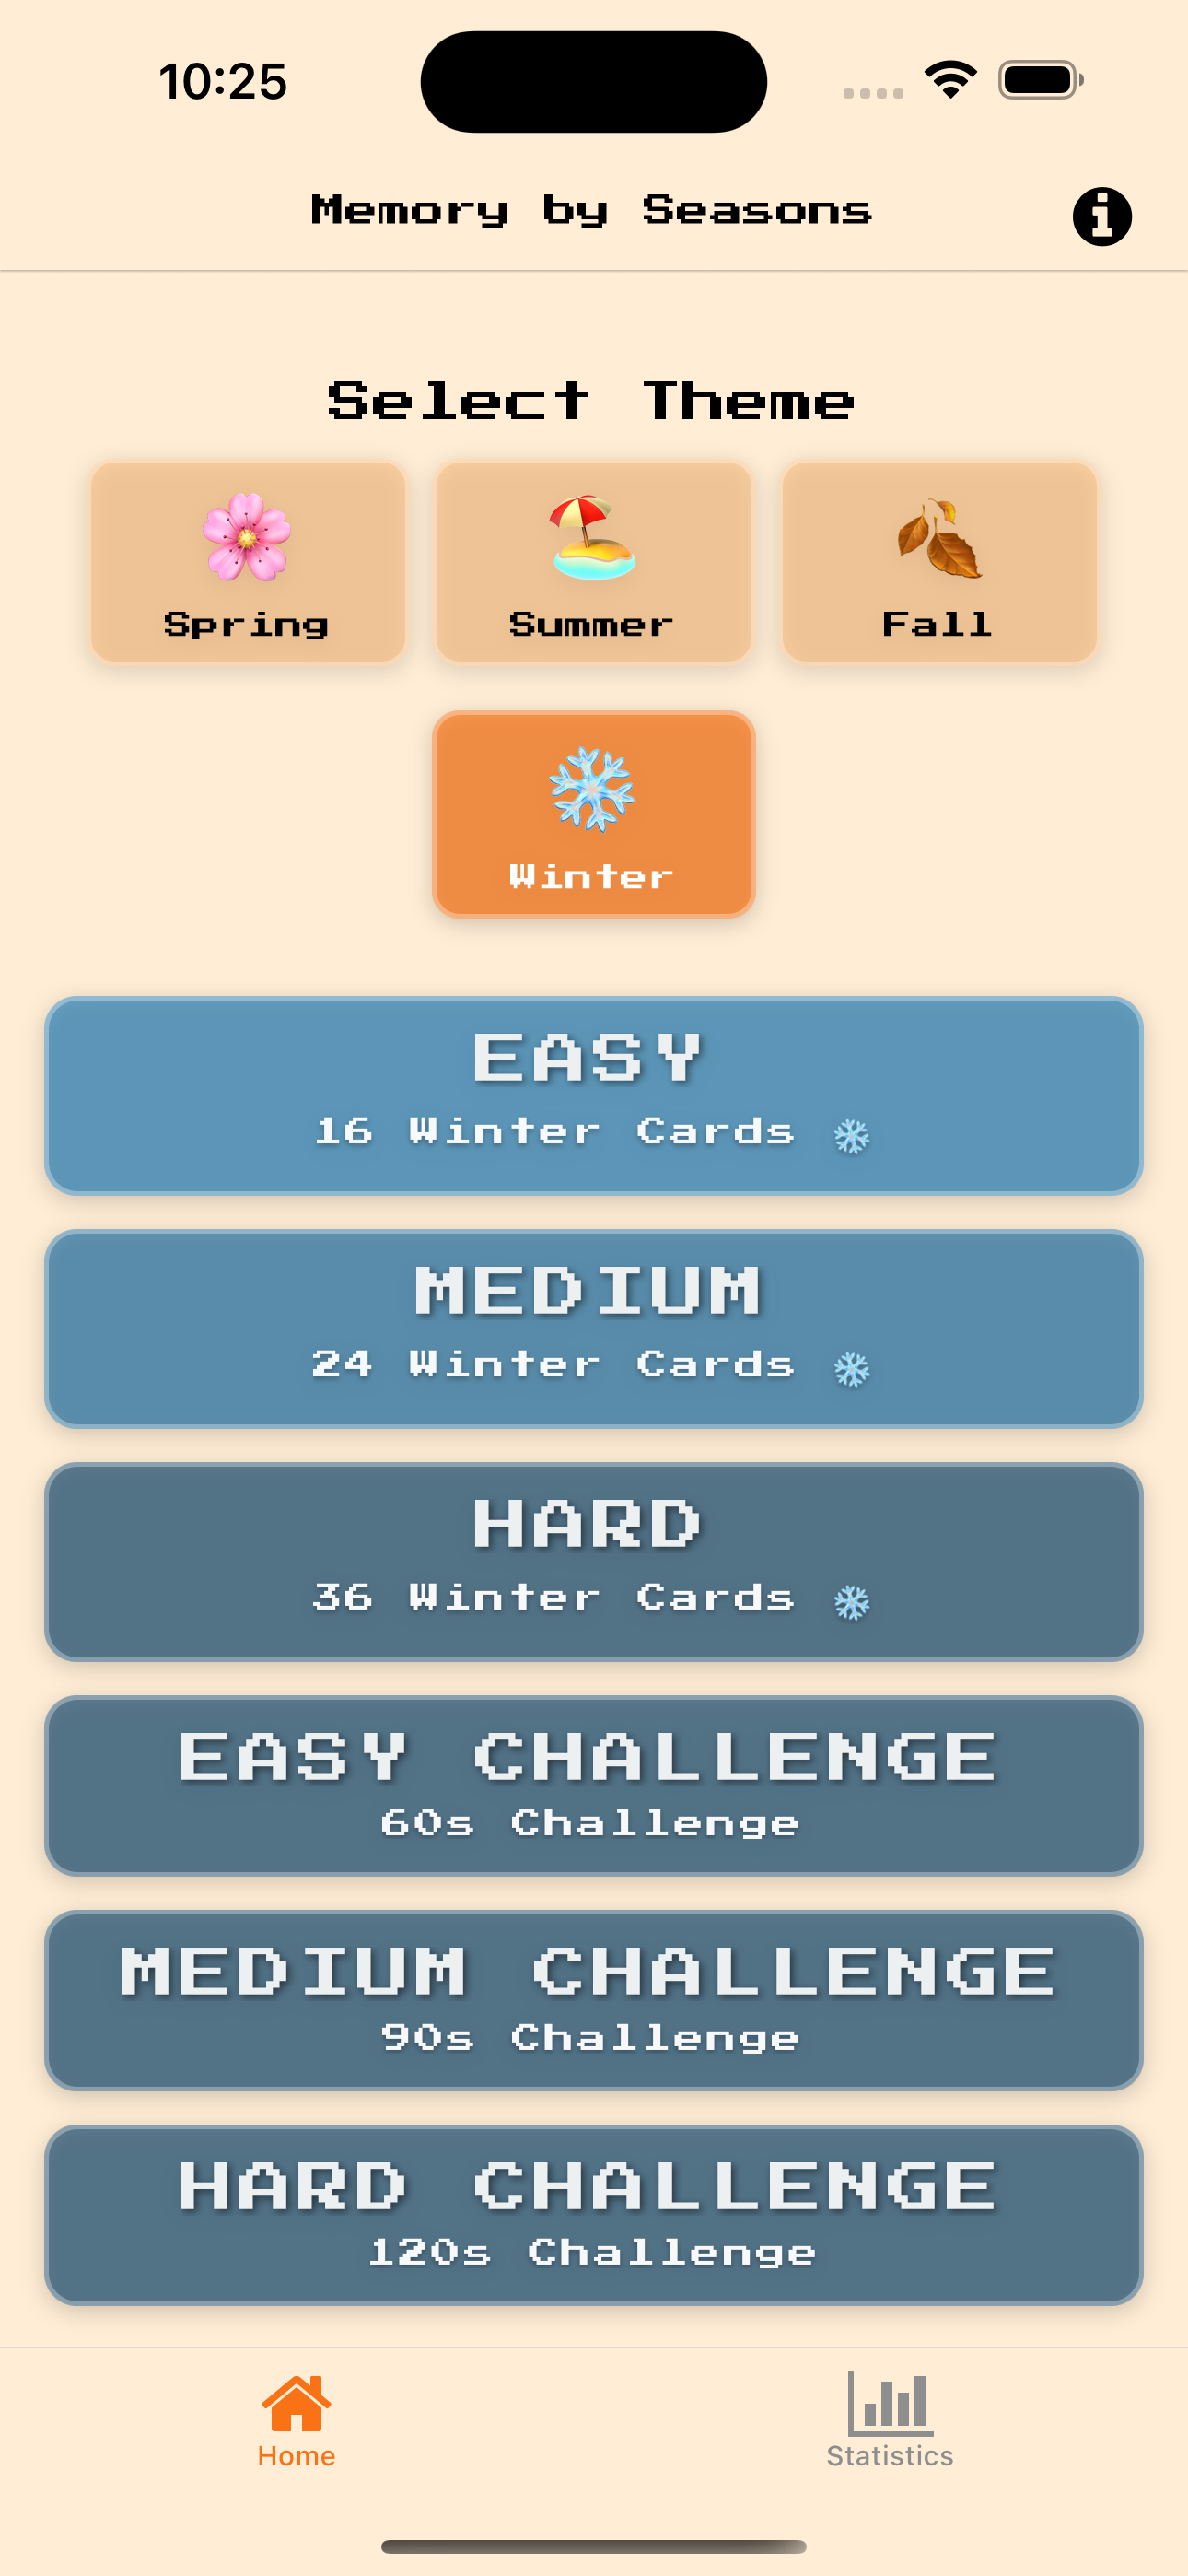 10:25
Memory by Seasons
Select Theme
Spring
Summer
Fall
Winter
EASY
16 Winter Cards
MEDIUM
24 Winter Cards
HARD
36 Winter Cards
EASY CHALLENGE
60s Challenge
MEDIUM CHALLENGE
90s Challenge
HARD CHALLENGE
120s Challenge
Home
Statistics